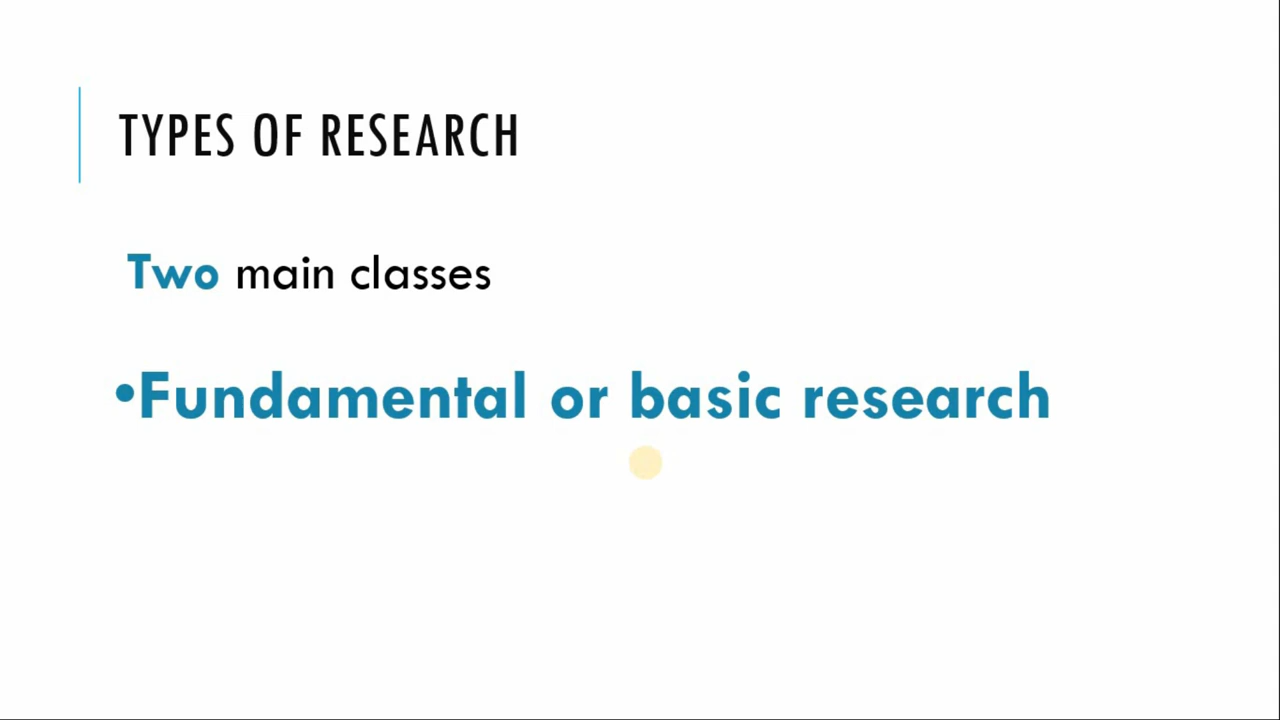 TYPES OF RESEARCH
Two main classes
•Fundamental or basic research